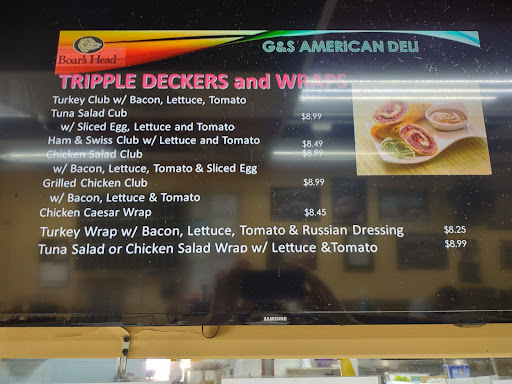 Boar's Head
G&S AMERICAN DELI
TRIPPLE DECKERS and WRAPS
Turkey Club w/ Bacon, Lettuce, Tomato
Tuna Salad Cub $8.99
w/ Sliced Egg, Lettuce and Tomato
Ham & Swiss Club w/ Lettuce and Tomato $8.49
Chicken Salad Club $8.99
w/ Bacon, Lettuce, Tomato & Sliced Egg
Grilled Chicken Club $8.99
w/ Bacon, Lettuce & Tomato
Chicken Caesar Wrap $8.45
Turkey Wrap w/ Bacon, Lettuce, Tomato & Russian Dressing $8.25
Tuna Salad or Chicken Salad Wrap w/ Lettuce &Tomato $8.99
SAMSUNG